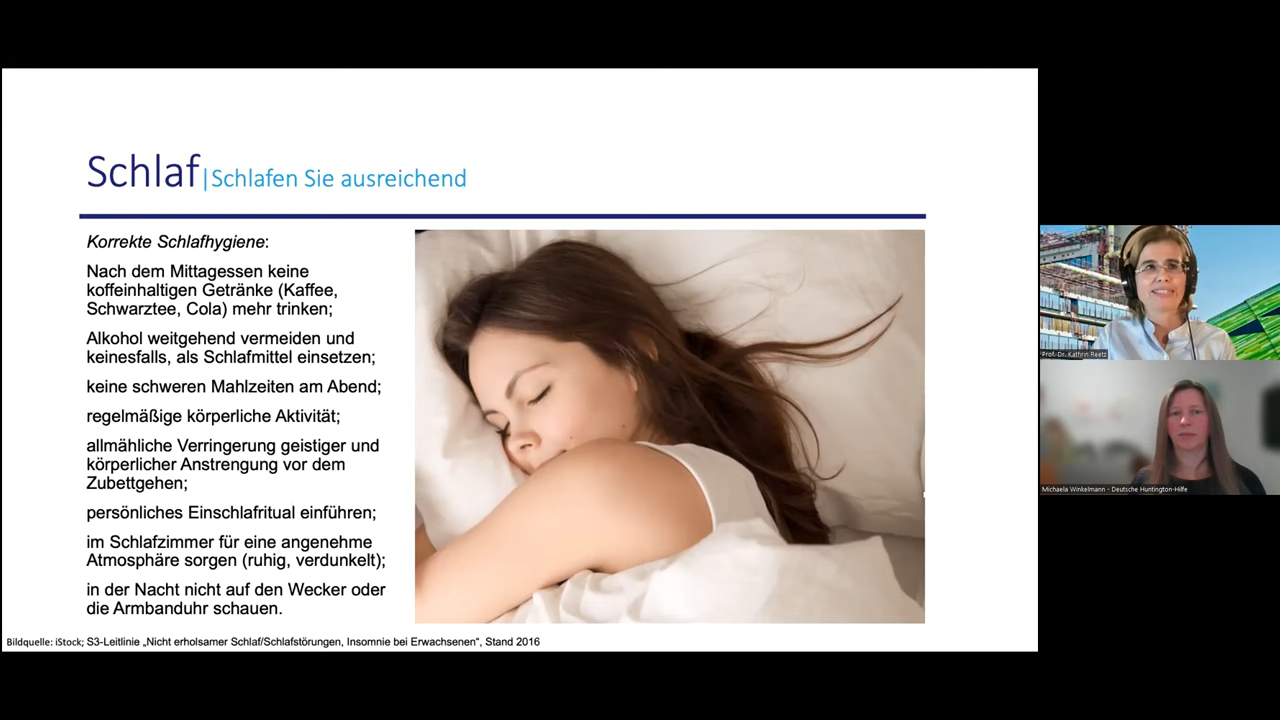 Schlaf|Schlafen Sie ausreichend
Korrekte Schlafhygiene:
Nach dem Mittagessen keine
koffeinhaltigen Getränke (Kaffee,
Schwarztee, Cola) mehr trinken;
Alkohol weitgehend vermeiden und
keinesfalls, als Schlafmittel einsetzen;
keine schweren Mahlzeiten am Abend;
regelmäßige körperliche Aktivität;
allmähliche Verringerung geistiger und
körperlicher Anstrengung vor dem
Zubettgehen;
persönliches Einschlafritual einführen;
im Schlafzimmer für eine angenehme
Atmosphäre sorgen (ruhig, verdunkelt);
in der Nacht nicht auf den Wecker oder
die Armbanduhr schauen.
Bildquelle: iStock; S3-Leitlinie „Nicht erholsamer Schlaf/Schlafstörungen, Insomnie bei Erwachsenen“, Stand 2016
Prof. Dr. Kathrin Reetz
Michaela Winkelmann - Deutsche Huntington-Hilfe